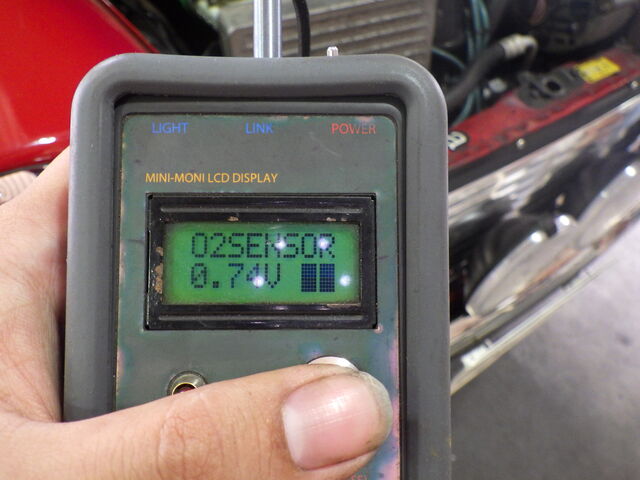 LIGHT LINK POWER
MINI-MONI LCD DISPLAY
O2SENSOR
0.74V